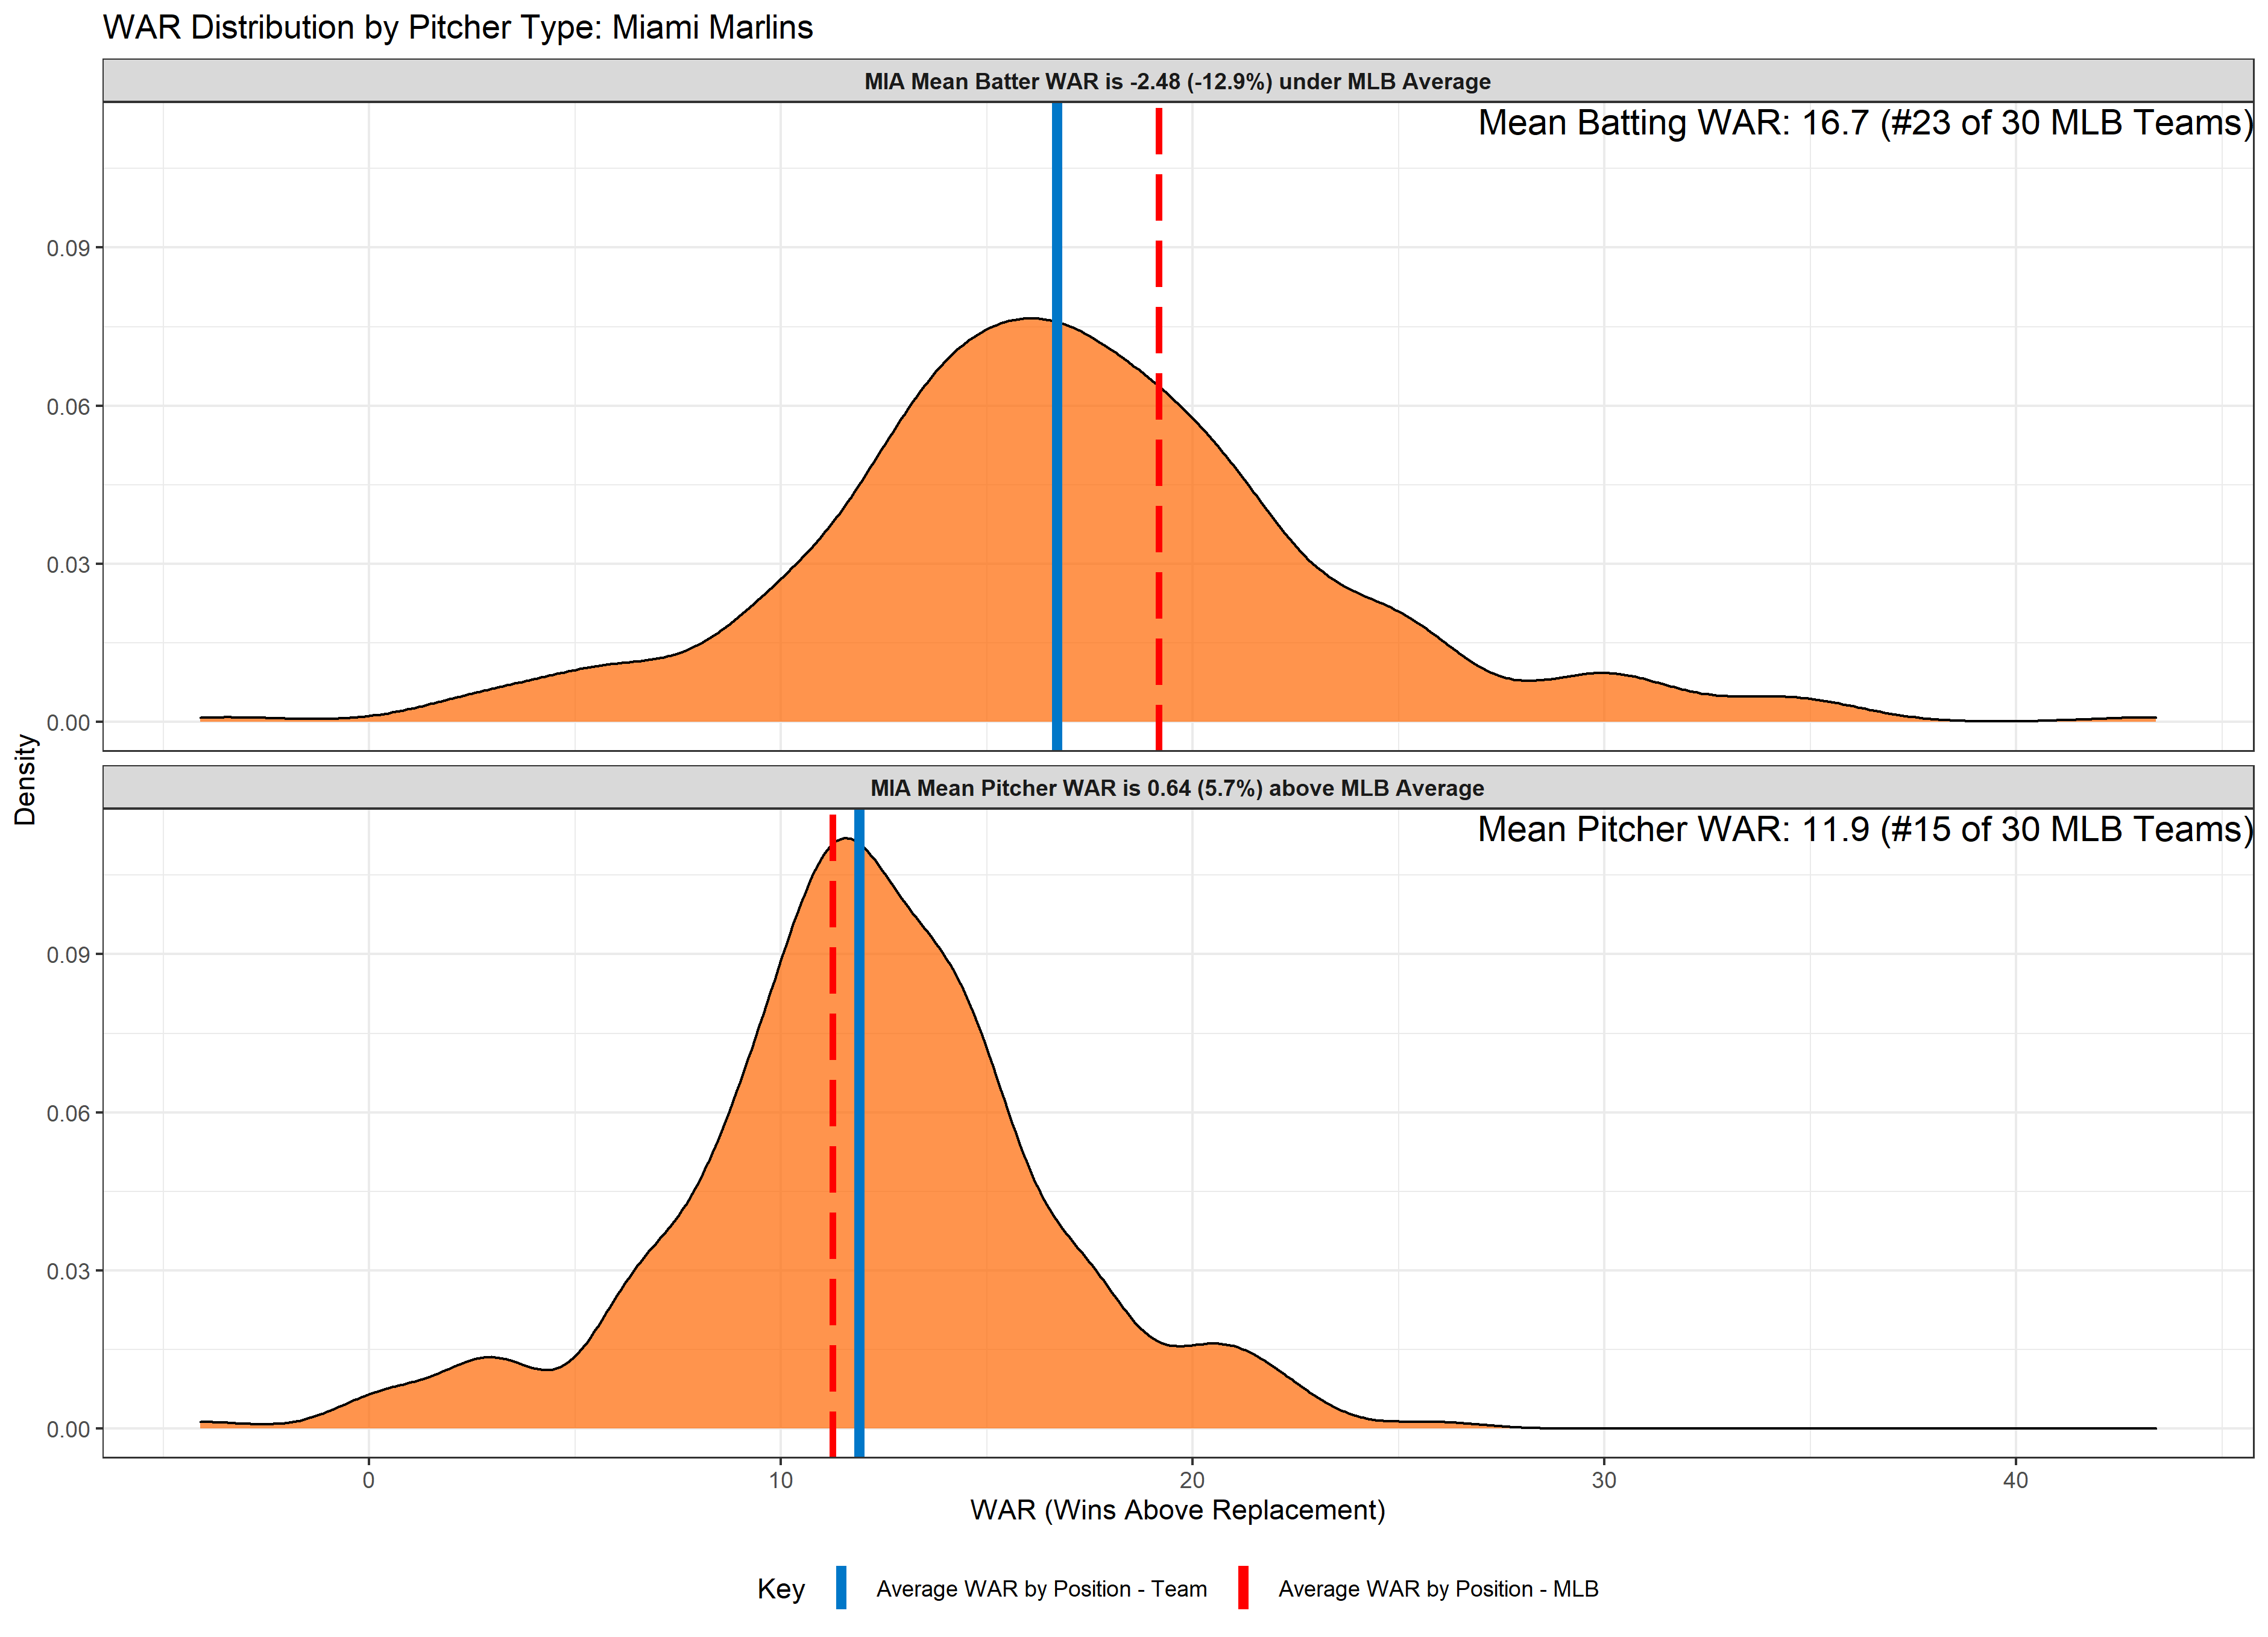 WAR Distribution by Pitcher Type: Miami Marlins
MIA Mean Batter WAR is -2.48 (-12.9%) under MLB Average
Mean Batting WAR: 16.7 (#23 of 30 MLB Teams)
0.09
0.06
0.03
0.00
Density
MIA Mean Pitcher WAR is 0.64 (5.7%) above MLB Average
Mean Pitcher WAR: 11.9 (#15 of 30 MLB Teams)
0.09
0.06
0.03
0.00
0 10 20 30 40
WAR (Wins Above Replacement)
Key Average WAR by Position - Team Average WAR by Position - MLB